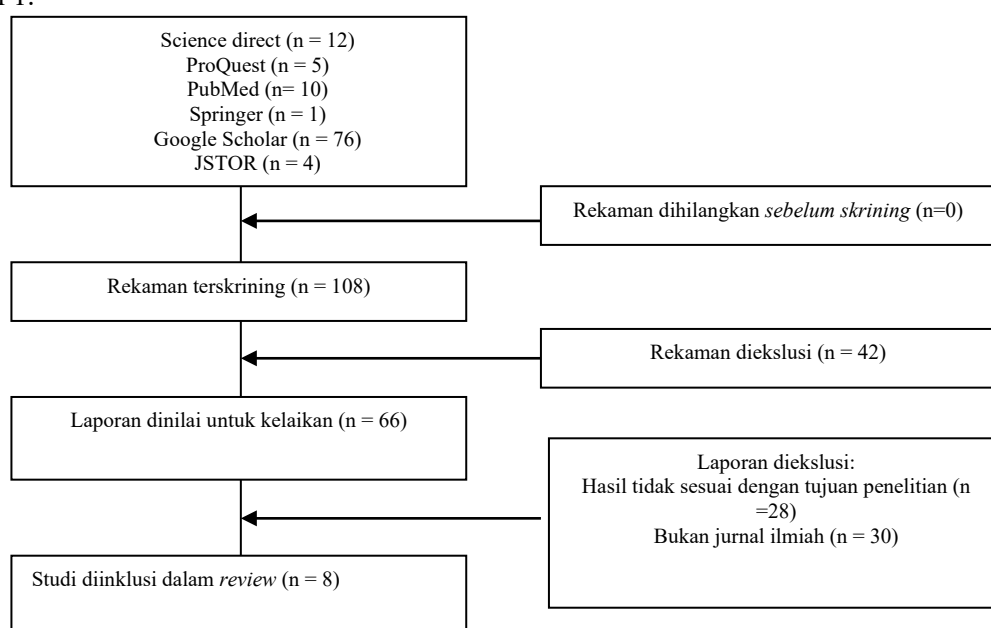 Science direct (n = 12)
ProQuest (n = 5)
PubMed (n= 10)
Springer (n = 1)
Google Scholar (n = 76)
JSTOR (n = 4)
Rekaman dihilangkan sebelum skrining (n=0)
Rekaman terskrining (n = 108)
Rekaman diekslusi (n = 42)
Laporan dinilai untuk kelaikan (n = 66)
Laporan diekslusi:
Hasil tidak sesuai dengan tujuan penelitian (n
=28)
Bukan jurnal ilmiah (n = 30)
Studi diinklusi dalam review (n = 8)